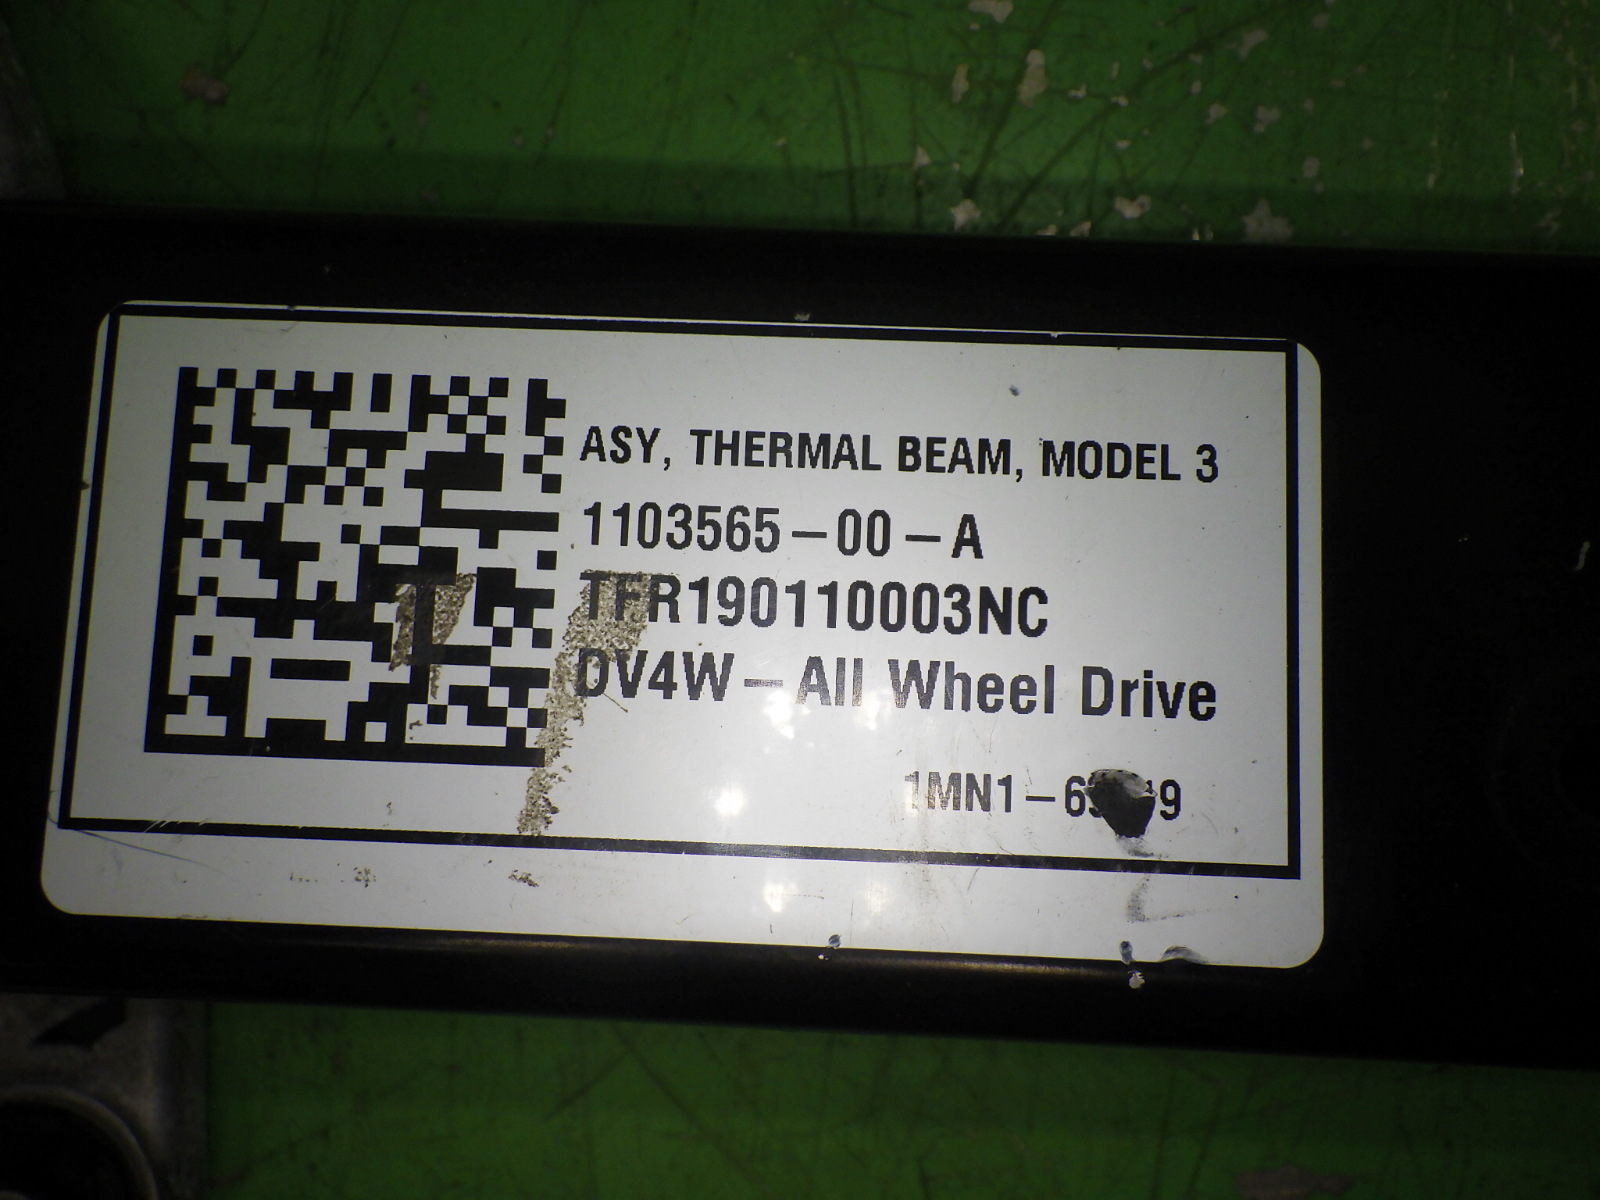 ASY, THERMAL BEAM, MODEL 3
1103565-00-A
TFR190110003NC
DV4W-All Wheel Drive